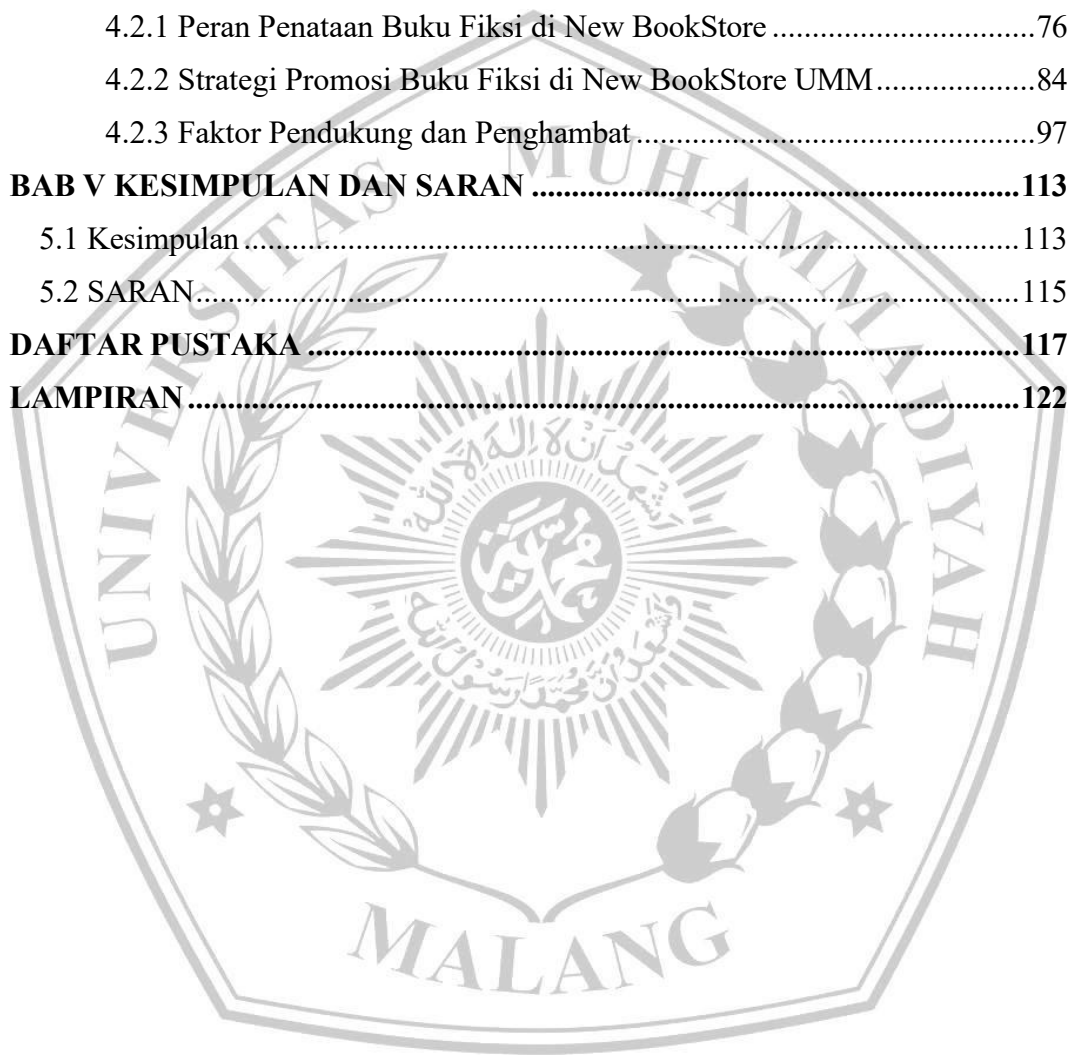 4.2.1 Peran Penataan Buku Fiksi di New BookStore ................................. 76
4.2.2 Strategi Promosi Buku Fiksi di New BookStore UMM .................... 84
4.2.3 Faktor Pendukung dan Penghambat .................................................. 97
BAB V KESIMPULAN DAN SARAN ............................................................. 113
5.1 Kesimpulan ................................................................................................. 113
5.2 SARAN ....................................................................................................... 115
DAFTAR PUSTAKA ......................................................................................... 117
LAMPIRAN ........................................................................................................ 122
UNIVERSITAS MUHAMMADIYAH
MALANG